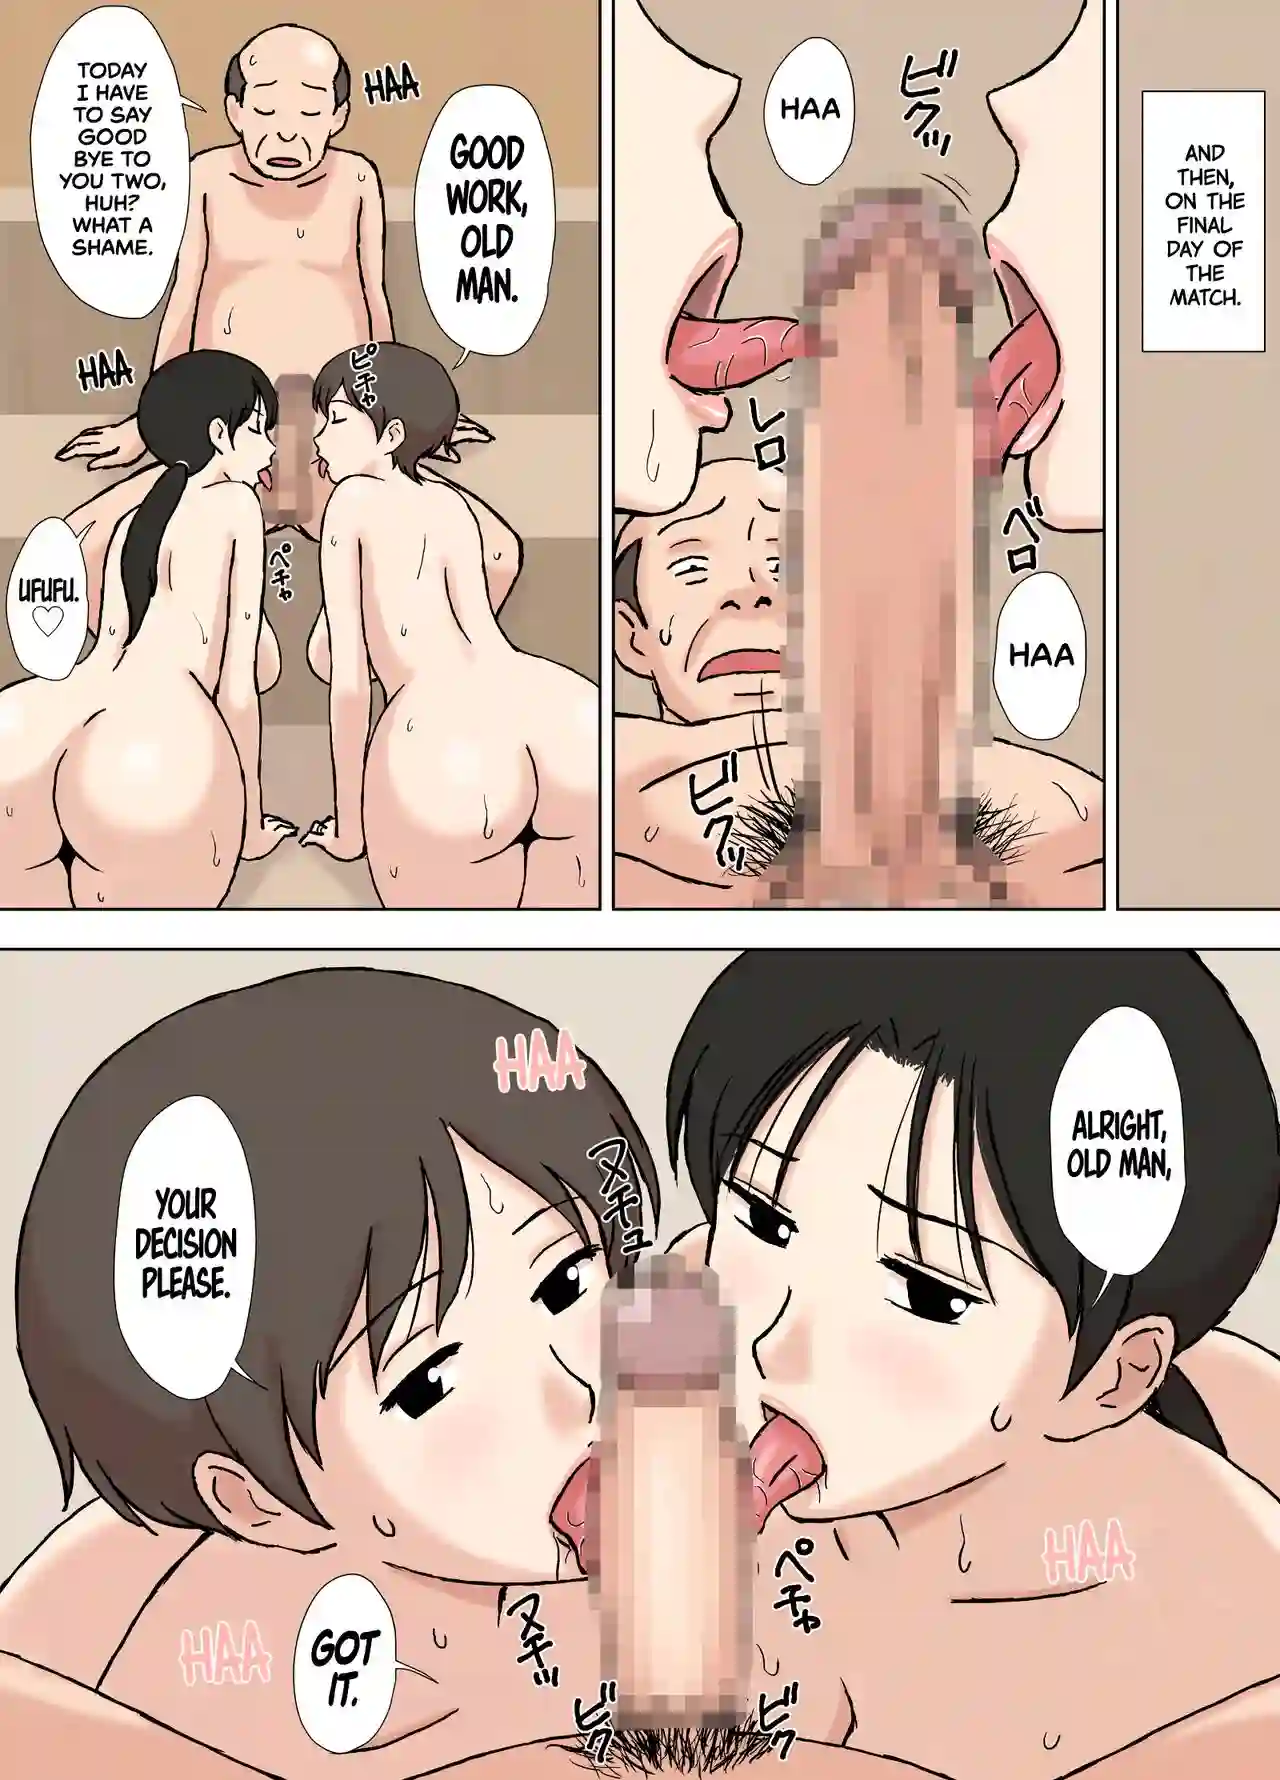 AND
THEN,
ON THE
FINAL
DAY OF
THE
MATCH.
HAA
ビクッ
レロ
ベロ
HAA
ビクッ
HAA
TODAY
I HAVE
TO SAY
GOOD
BYE TO
YOU TWO,
HUH?
WHAT A
SHAME.
GOOD
WORK,
OLD
MAN.
HAA
ピチャ
ペチャ
UFUFU.
♡
ALRIGHT,
OLD MAN,
HAA
ヌチュ
YOUR
DECISION
PLEASE.
HAA
ペチャ
ヌチッ
HAA
GOT
IT.
ビク
ビク